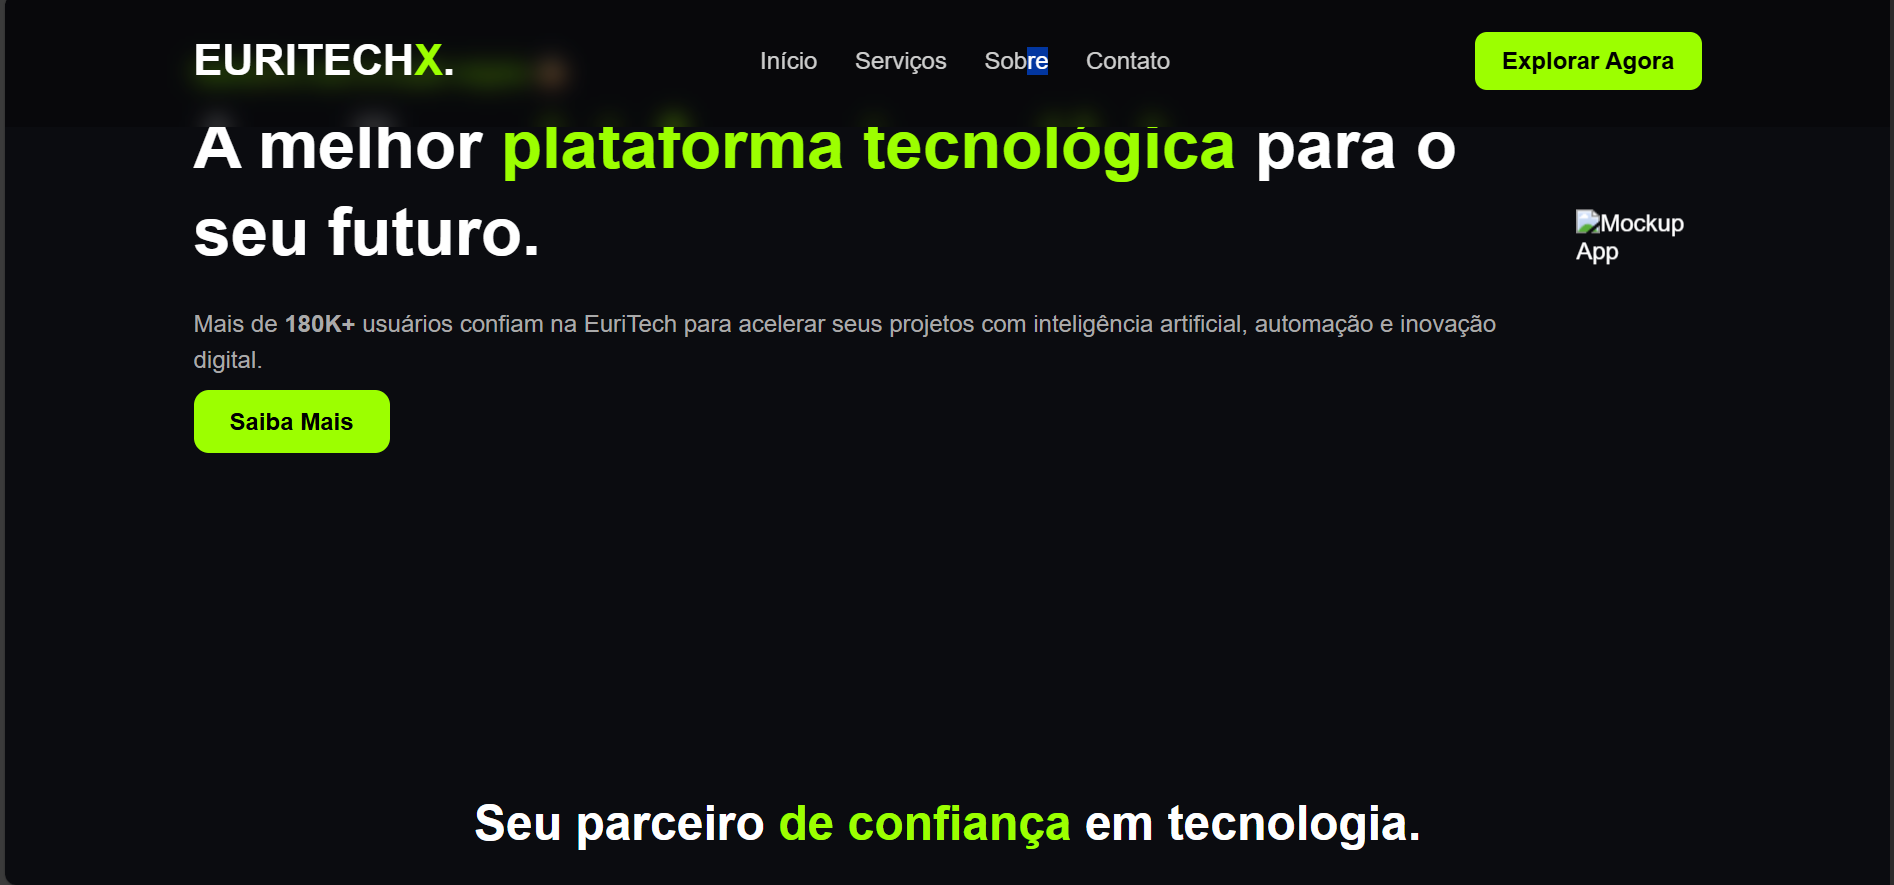 EURITECHX.
Início Serviços Sobre Contato
Explorar Agora
A melhor plataforma tecnológica para o
seu futuro.
Mockup
App
Mais de 180K+ usuários confiam na EuriTech para acelerar seus projetos com inteligência artificial, automação e inovação
digital.
Saiba Mais
Seu parceiro de confiança em tecnologia.